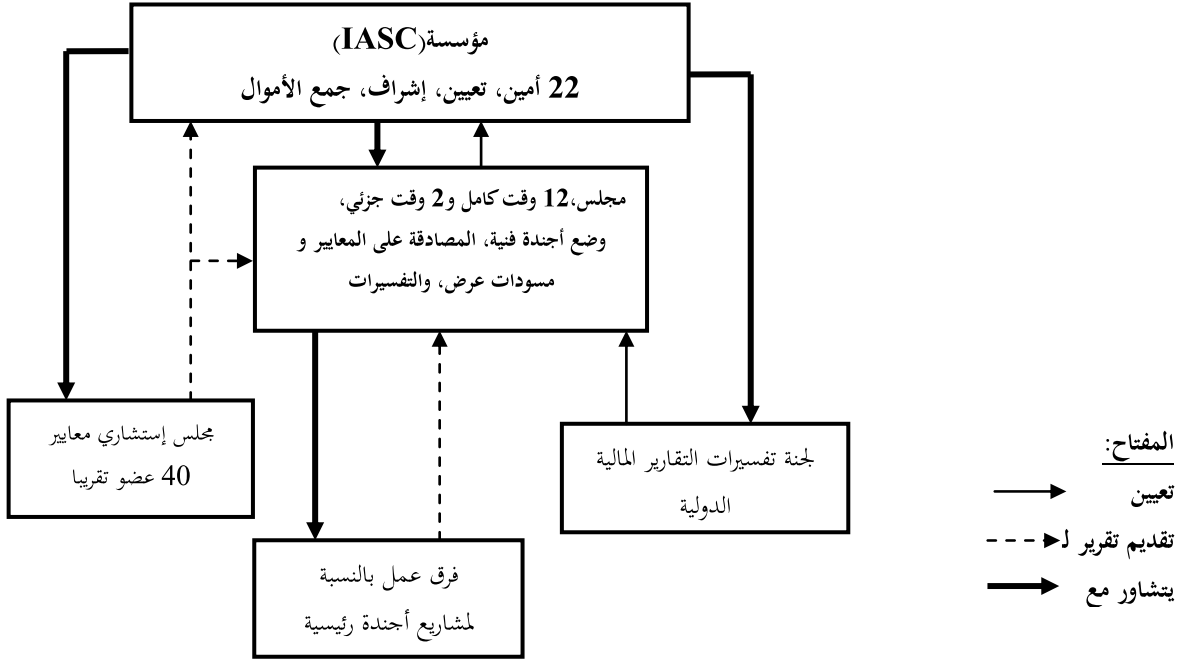 مؤسسة(IASC)
22 أمين، تعيين، إشراف، جمع الأموال
مجلس،12 وقت كامل و2 وقت جزئي،
وضع أجندة فنية، المصادقة على المعايير و
مسودات عرض، والتفسيرات
مجلس إستشاري معايير
40 عضو تقريبا
لجنة تفسيرات التقارير المالية
الدولية
فرق عمل بالنسبة
لمشاريع أجندة رئيسية
المفتاح:
تعيين
تقديم تقرير لـ
يتشاور مع